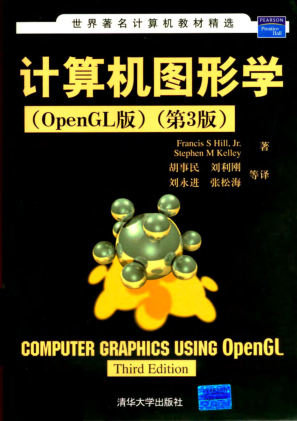 世界著名计算机教材精选
PEARSON
Prentice
Hall
计算机图形学
（OpenGL版）（第3版）
Francis S Hill, Jr.
Stephen M Kelley
著
胡事民 刘利刚
刘永进 张松海
等译
COMPUTER GRAPHICS USING OpenGL
Third Edition
清华大学出版社